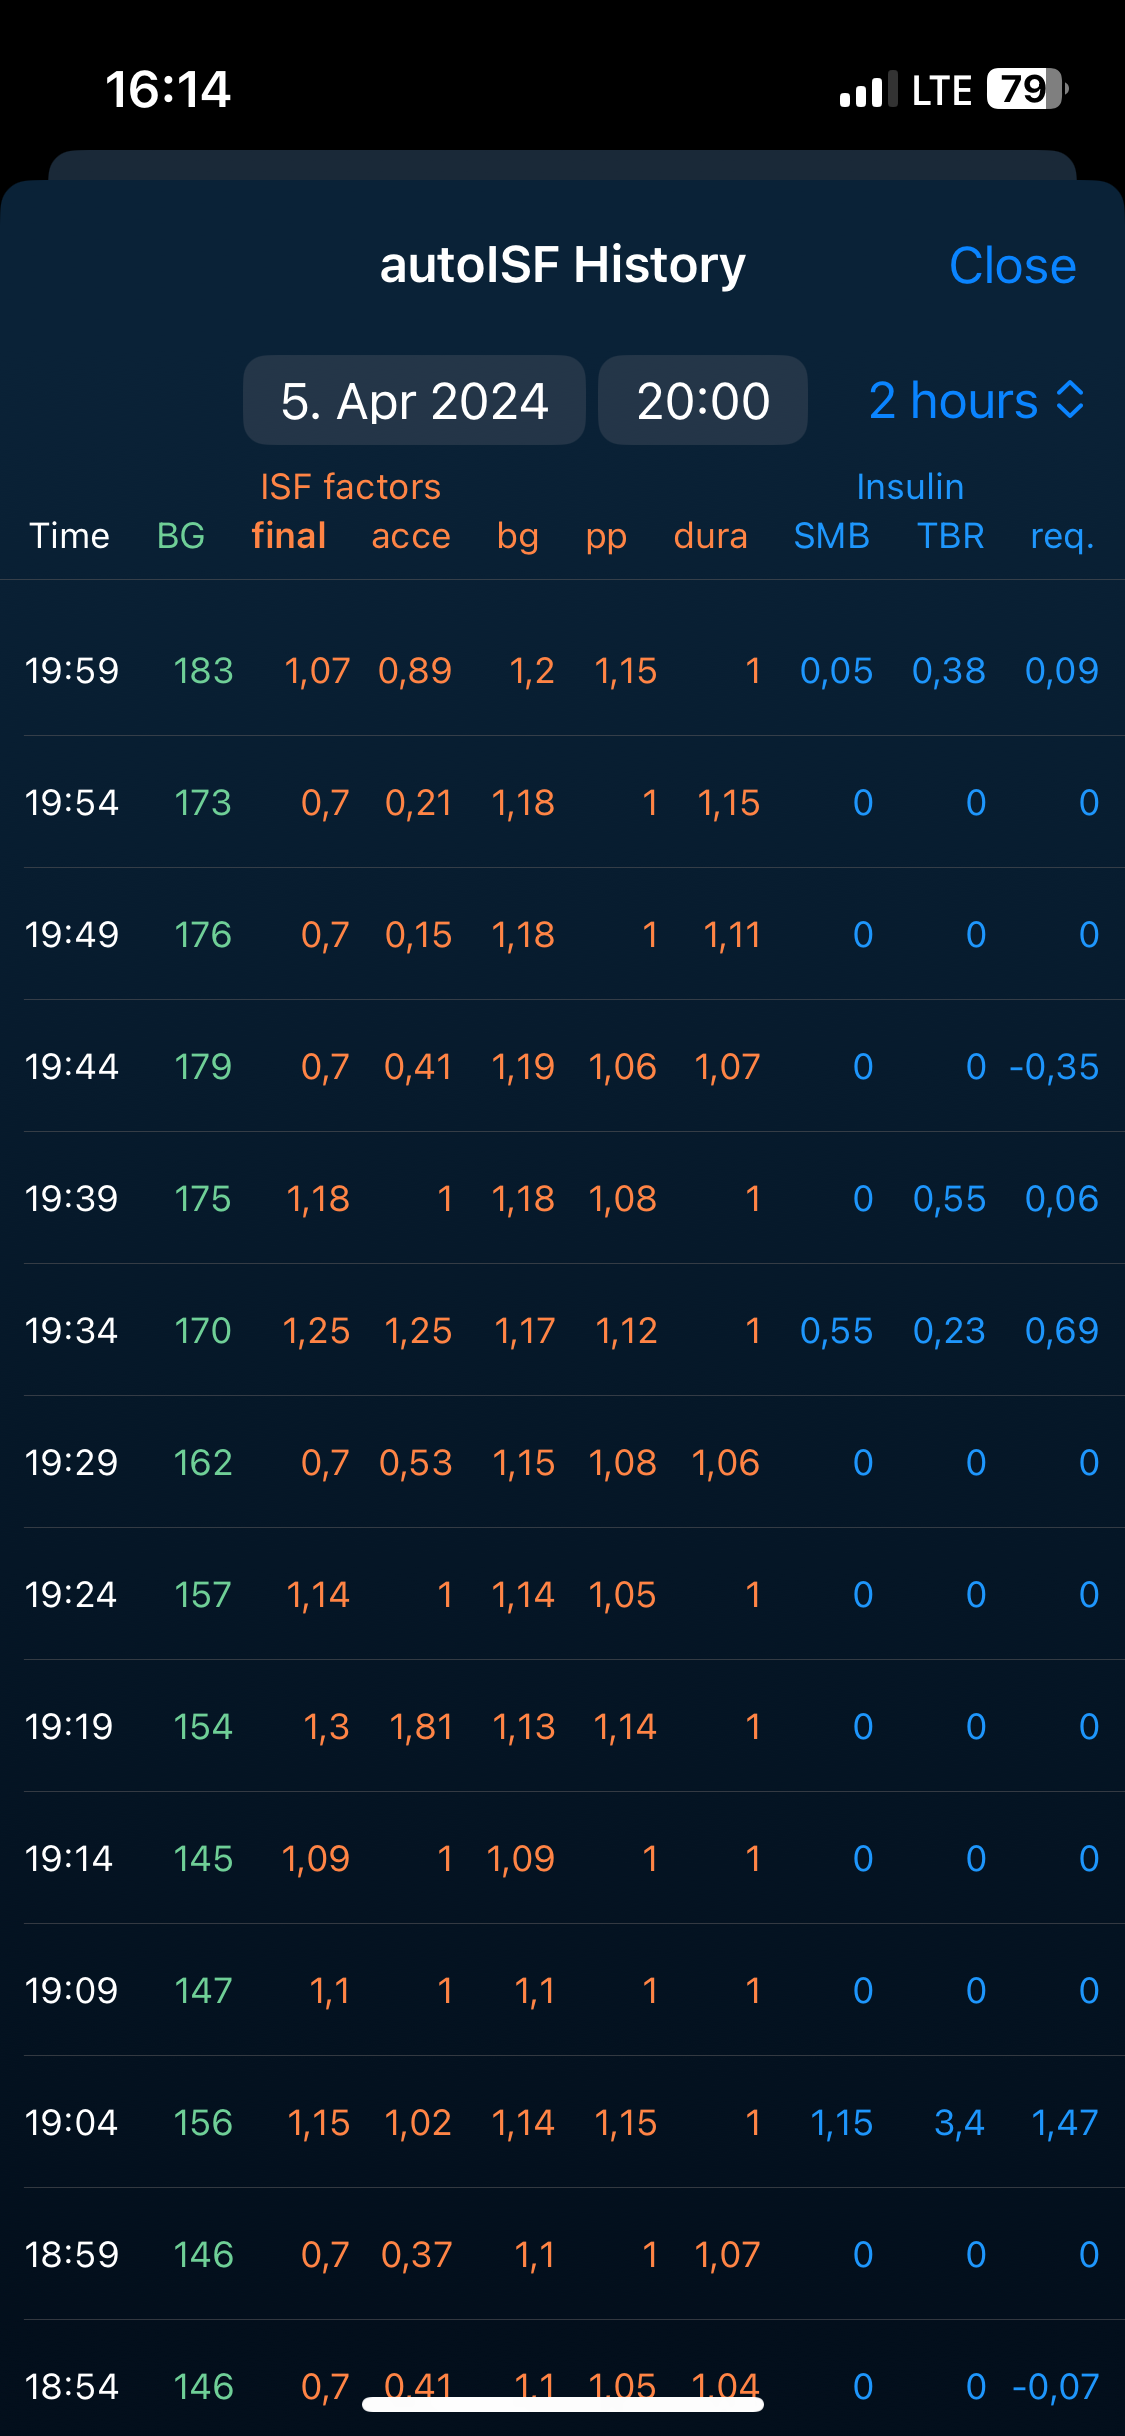 16:14 LTE 79
autoISF History Close
5. Apr 2024 20:00 2 hours
ISF factors Insulin
Time BG final acce bg pp dura SMB TBR req.
19:59 183 1,07 0,89 1,2 1,15 1 0,05 0,38 0,09
19:54 173 0,7 0,21 1,18 1 1,15 0 0 0
19:49 176 0,7 0,15 1,18 1 1,11 0 0 0
19:44 179 0,7 0,41 1,19 1,06 1,07 0 0 -0,35
19:39 175 1,18 1 1,18 1,08 1 0 0,55 0,06
19:34 170 1,25 1,25 1,17 1,12 1 0,55 0,23 0,69
19:29 162 0,7 0,53 1,15 1,08 1,06 0 0 0
19:24 157 1,14 1 1,14 1,05 1 0 0 0
19:19 154 1,3 1,81 1,13 1,14 1 0 0 0
19:14 145 1,09 1 1,09 1 1 0 0 0
19:09 147 1,1 1 1,1 1 1 0 0 0
19:04 156 1,15 1,02 1,14 1,15 1 1,15 3,4 1,47
18:59 146 0,7 0,37 1,1 1 1,07 0 0 0
18:54 146 0,7 0,41 1,1 1,05 1,04 0 0 -0,07